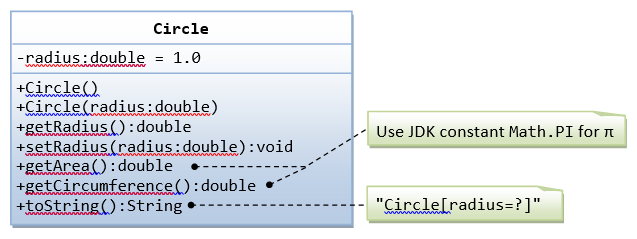 Circle
-radius:double = 1.0
+Circle()
+Circle(radius:double)
+getRadius():double
+setRadius(radius:double):void
+getArea():double
+getCircumference():double
+toString():String
Use JDK constant Math.PI for π
"Circle[radius=?]"